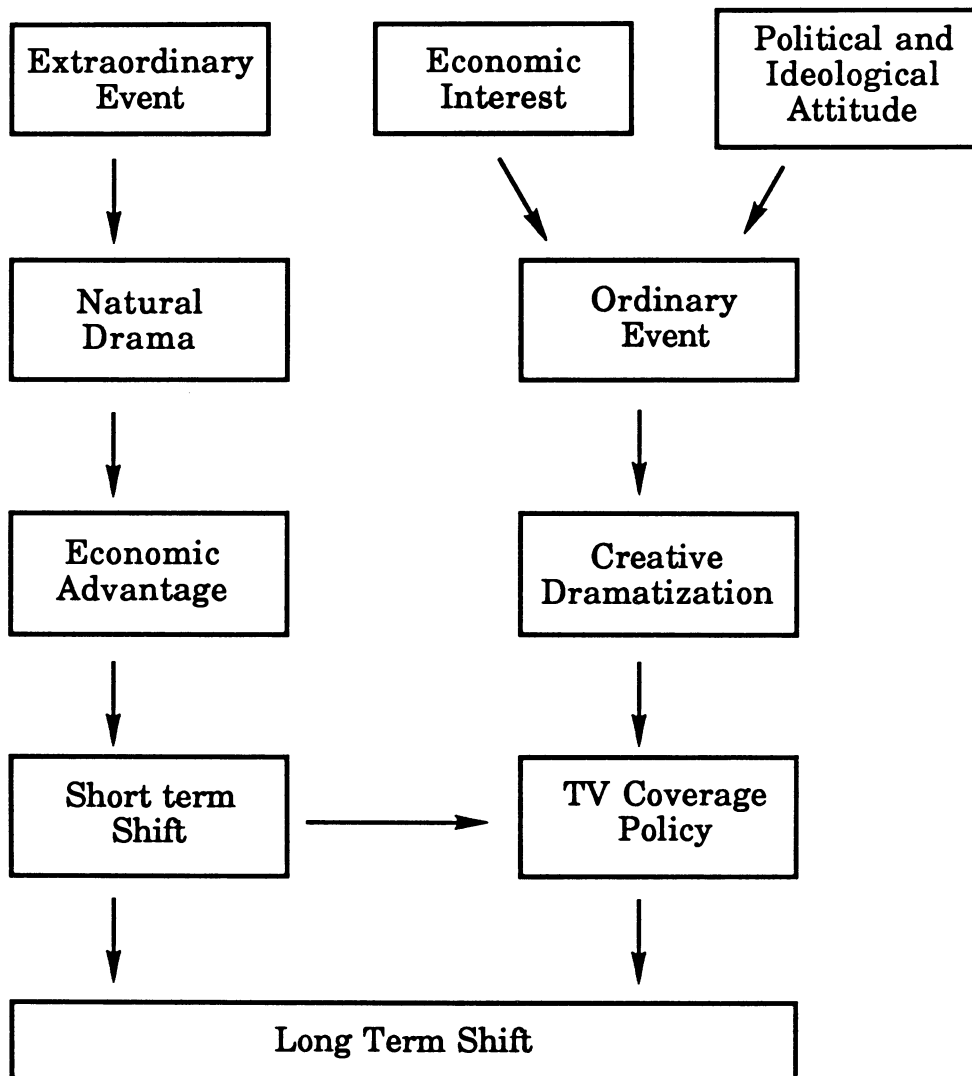 Extraordinary
Event
Economic
Interest
Political and
Ideological
Attitude
Natural
Drama
Ordinary
Event
Economic
Advantage
Creative
Dramatization
Short term
Shift
TV Coverage
Policy
Long Term Shift